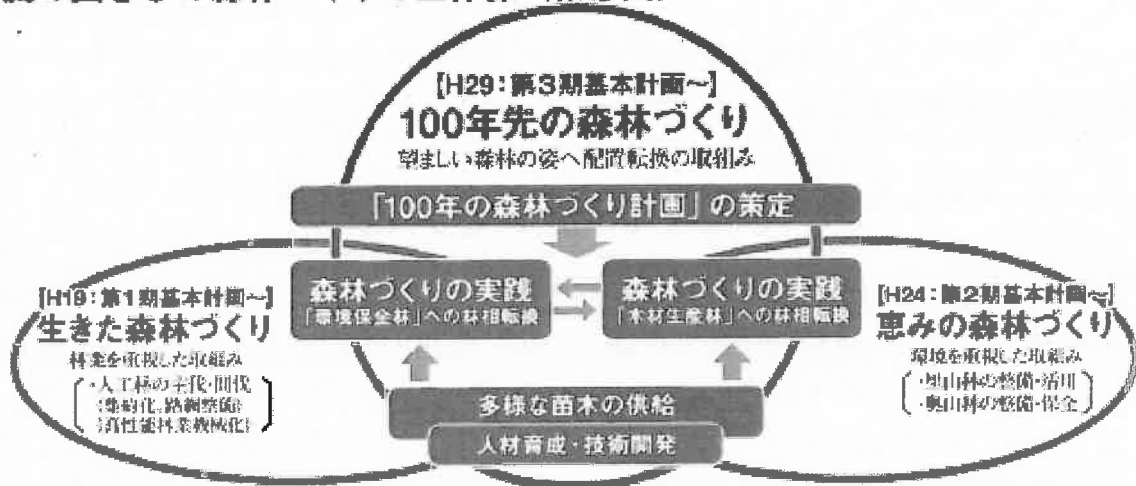 [H29：第3期基本計画～]
100年先の森林づくり
望ましい森林の姿へ配置転換の取組み
「100年の森林づくり計画」の策定
森林づくりの実践
「環境保全林」への林相転換
森林づくりの実践
「木材生産林」への林相転換
[H19：第1期基本計画～]
生きた森林づくり
林業を重視した取組み
・人工林の主伐・間伐
(集約化、路網整備)
(高性能林業機械化)
[H24：第2期基本計画～]
恵みの森林づくり
環境を重視した取組み
・里山林の整備・活用
・奥山林の整備・保全
多様な苗木の供給
人材育成・技術開発